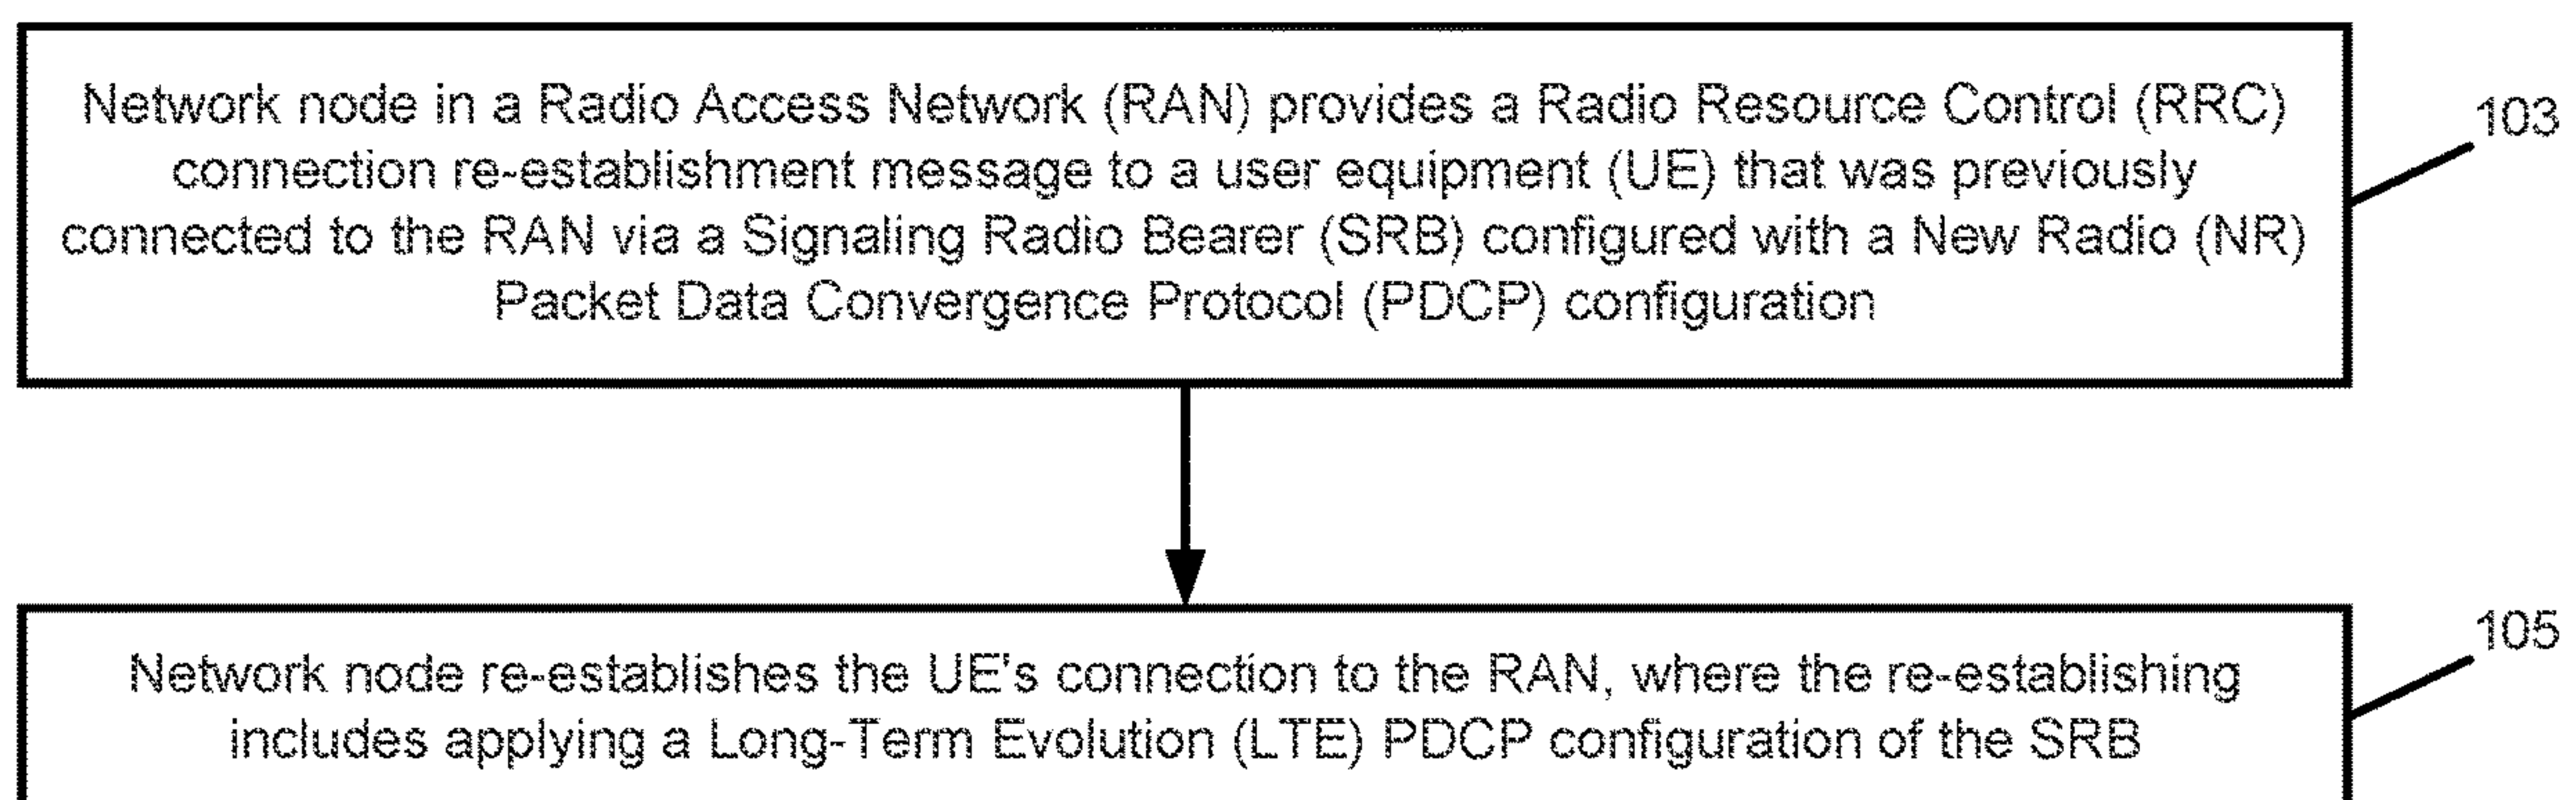 Network node in a Radio Access Network (RAN) provides a Radio Resource Control (RRC)
connection re-establishment message to a user equipment (UE) that was previously
connected to the RAN via a Signaling Radio Bearer (SRB) configured with a New Radio (NR)
Packet Data Convergence Protocol (PDCP) configuration
103
Network node re-establishes the UE's connection to the RAN, where the re-establishing
includes applying a Long-Term Evolution (LTE) PDCP configuration of the SRB
105